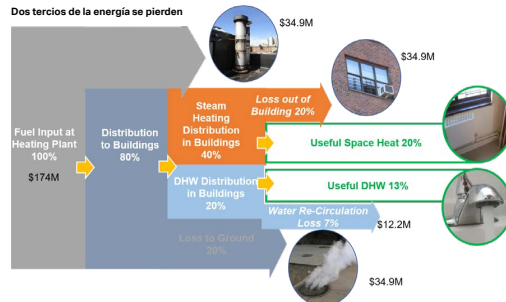 Dos tercios de la energía se pierden
$34.9M
$34.9M
Fuel Input at
Heating Plant
100%
$174M
Distribution
to Buildings
80%
Steam
Heating
Distribution
in Buildings
40%
Loss out of
Building 20%
Useful Space Heat 20%
DHW Distribution
in Buildings
20%
Useful DHW 13%
Water Re-Circulation
Loss 7%
$12.2M
Loss to Ground
20%
$34.9M